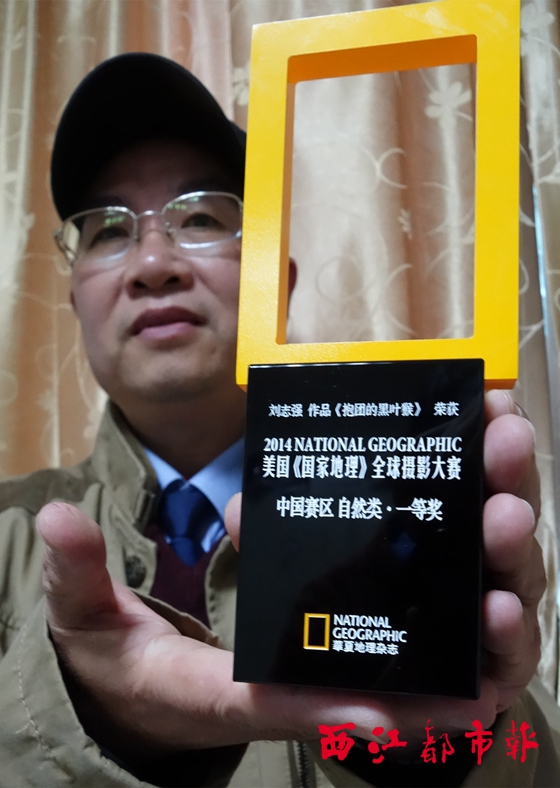 刘志强 作品《抱团的黑叶猴》 荣获
2014 NATIONAL GEOGRAPHIC
美国《国家地理》全球摄影大赛
中国赛区 自然类·一等奖
NATIONAL
GEOGRAPHIC
華夏地理杂志
西江都市报